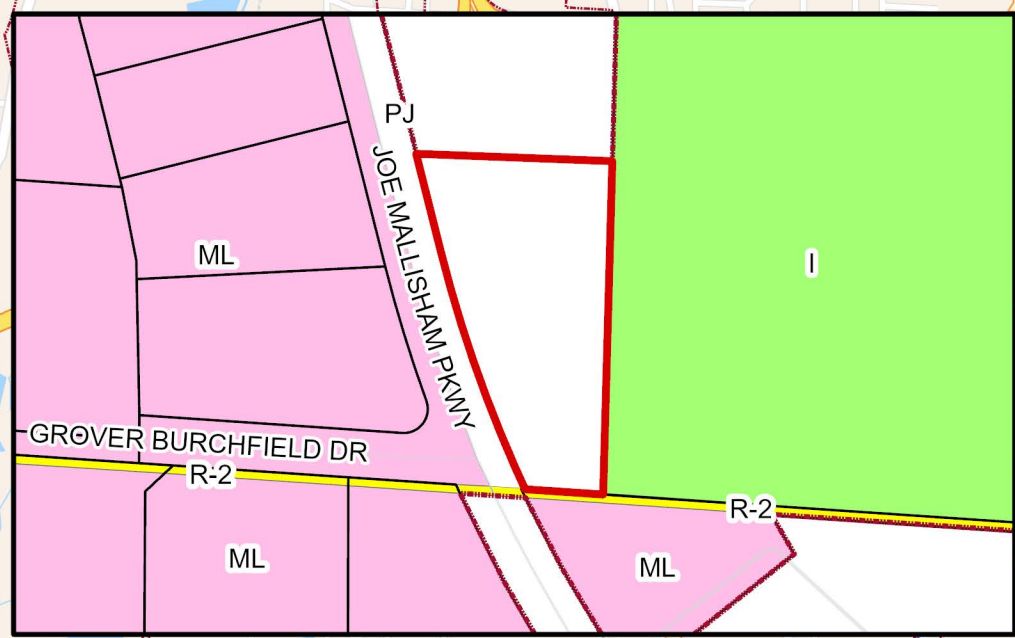 PJ
JOE MALLISHAM PKWY
ML
I
GROVER BURCHFIELD DR
R-2
R-2
ML
ML